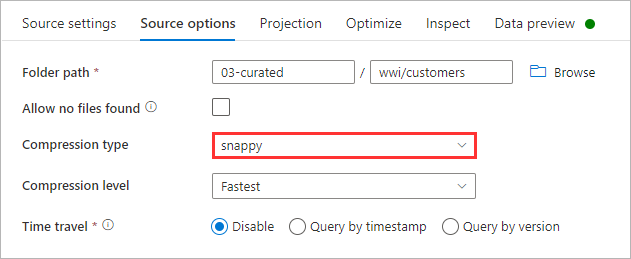 Source settings Source options Projection Optimize Inspect Data preview
Folder path * 03-curated / wwi/customers Browse
Allow no files found
Compression type snappy
Compression level Fastest
Time travel * Disable Query by timestamp Query by version